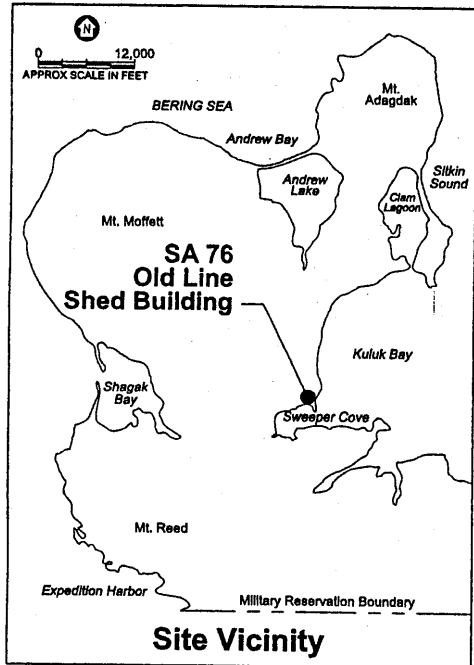 N
0 12,000
APPROX SCALE IN FEET
BERING SEA
Mt.
Adagdak
Andrew Bay
Sitkin
Sound
Andrew
Lake
Clam
Lagoon
Mt. Moffett
SA 76
Old Line
Shed Building
Kuluk Bay
Shagak
Bay
Sweeper Cove
Mt. Reed
Expedition Harbor
Military Reservation Boundary
Site Vicinity